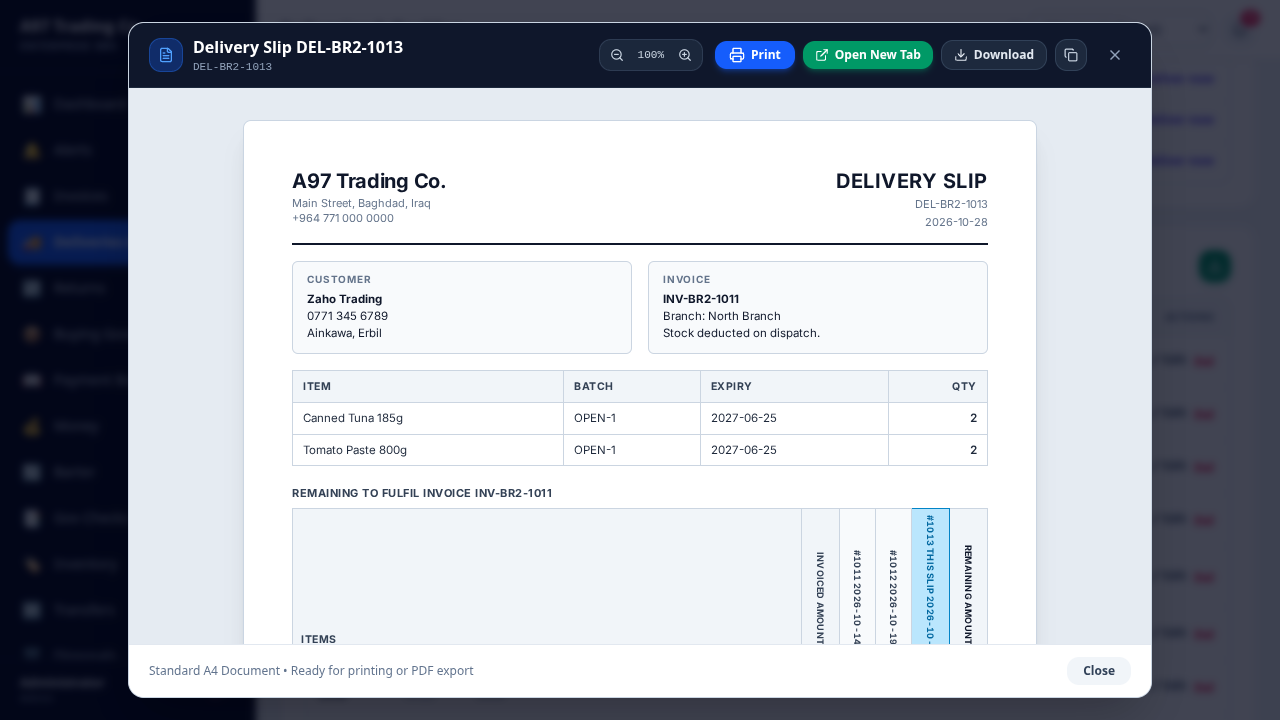 Delivery Slip DEL-BR2-1013
DEL-BR2-1013
100%
Print
Open New Tab
Download
A97 Trading Co.
Main Street, Baghdad, Iraq
+964 771 000 0000
DELIVERY SLIP
DEL-BR2-1013
2026-10-28
CUSTOMER
Zaho Trading
0771 345 6789
Ainkawa, Erbil
INVOICE
INV-BR2-1011
Branch: North Branch
Stock deducted on dispatch.
ITEM BATCH EXPIRY QTY
Canned Tuna 185g OPEN-1 2027-06-25 2
Tomato Paste 800g OPEN-1 2027-06-25 2
REMAINING TO FULFIL INVOICE INV-BR2-1011
ITEMS
INVOICED AMOUNT
#1011 2026-10-14
#1012 2026-10-19
#1013 THIS SLIP 2026-10-
REMAINING AMOUNT
Standard A4 Document • Ready for printing or PDF export
Close